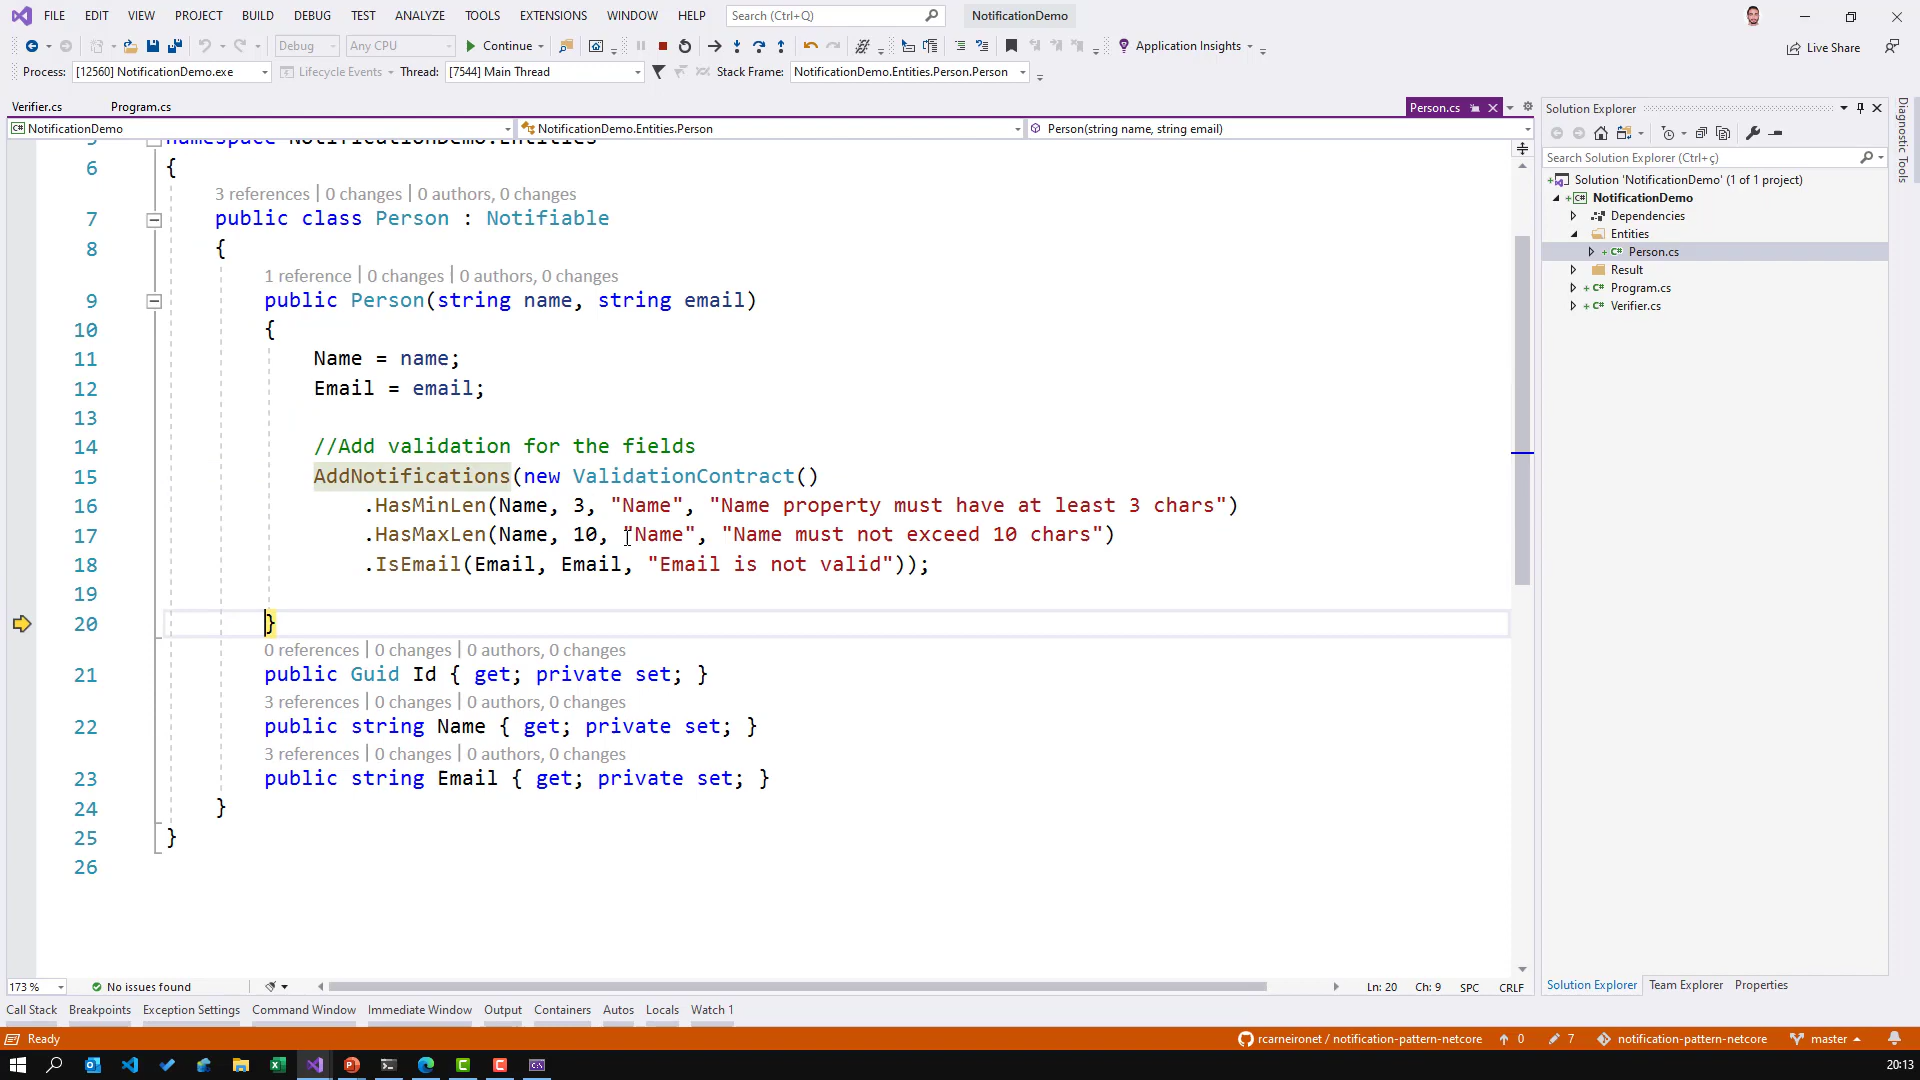 FILE EDIT VIEW PROJECT BUILD DEBUG TEST ANALYZE TOOLS EXTENSIONS WINDOW HELP Search (Ctrl+Q) NotificationDemo
Debug Any CPU Continue Application Insights Live Share
Process: [12560] NotificationDemo.exe Lifecycle Events Thread: [7544] Main Thread Stack Frame: NotificationDemo.Entities.Person.Person
Verifier.cs Program.cs Person.cs
NotificationDemo NotificationDemo.Entities.Person Person(string name, string email)
5 namespace NotificationDemo.Entities
6 {
3 references | 0 changes | 0 authors, 0 changes
7 public class Person : Notifiable
8 {
1 reference | 0 changes | 0 authors, 0 changes
9 public Person(string name, string email)
10 {
11 Name = name;
12 Email = email;
13
14 //Add validation for the fields
15 AddNotifications(new ValidationContract()
16 .HasMinLen(Name, 3, "Name", "Name property must have at least 3 chars")
17 .HasMaxLen(Name, 10, "Name", "Name must not exceed 10 chars")
18 .IsEmail(Email, Email, "Email is not valid"));
19
20 }
0 references | 0 changes | 0 authors, 0 changes
21 public Guid Id { get; private set; }
3 references | 0 changes | 0 authors, 0 changes
22 public string Name { get; private set; }
3 references | 0 changes | 0 authors, 0 changes
23 public string Email { get; private set; }
24 }
25 }
26
173 % No issues found Ln: 20 Ch: 9 SPC CRLF
Solution Explorer
Search Solution Explorer (Ctrl+ç)
Solution 'NotificationDemo' (1 of 1 project)
NotificationDemo
Dependencies
Entities
Person.cs
Result
Program.cs
Verifier.cs
Solution Explorer Team Explorer Properties
Diagnostic Tools
Call Stack Breakpoints Exception Settings Command Window Immediate Window Output Containers Autos Locals Watch 1
Ready rcarneironet / notification-pattern-netcore 0 7 notification-pattern-netcore master
20:13